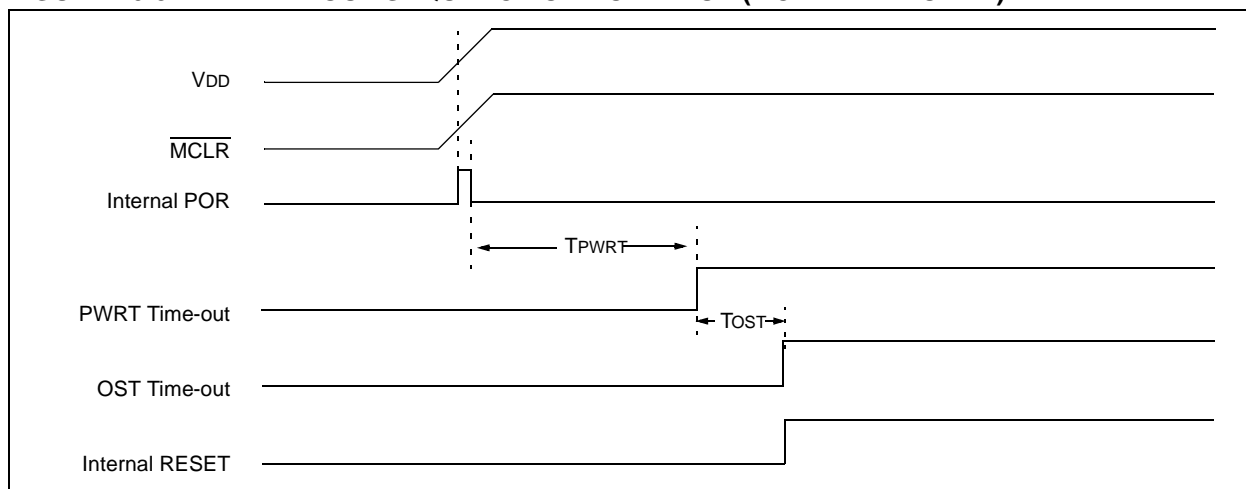 VDD
MCLR
Internal POR
TPWRT
PWRT Time-out
TOST
OST Time-out
Internal RESET